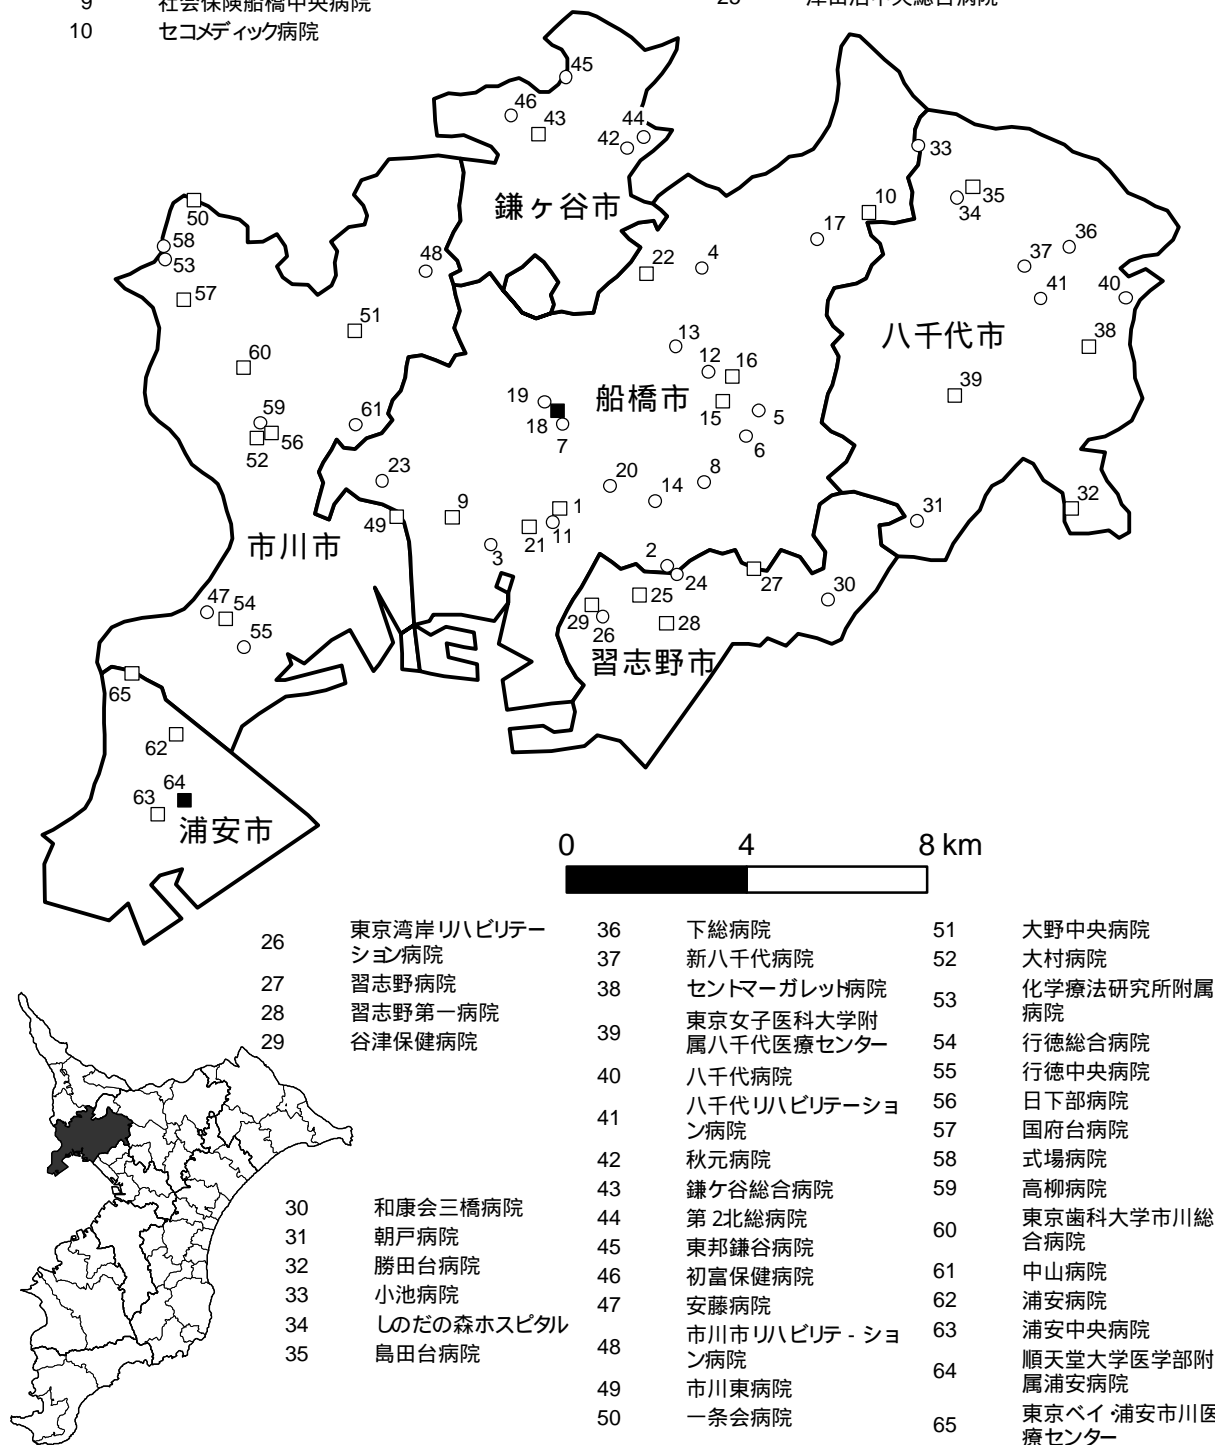 9 社会保険船橋中央病院
10 セコメディック病院
45
46
43
44
42
33
35
34
10
17
50
鎌ヶ谷市
58
53
48
22
4
36
37
41
40
57
51
13
八千代市
38
60
12
16
39
19
船橋市
15
5
18
7
6
59
56
52
61
23
20
14
8
9
1
49
21
11
3
31
32
市川市
2
24
27
30
25
47
54
29
26
28
55
習志野市
65
62
64
63
浦安市
0 4 8 km
26 東京湾岸リハビリテー
ション病院
27 習志野病院
28 習志野第一病院
29 谷津保健病院
30 和康会三橋病院
31 朝戸病院
32 勝田台病院
33 小池病院
34 しのだの森ホスピタル
35 島田台病院
36 下総病院
37 新八千代病院
38 セントマーガレット病院
39 東京女子医科大学附
属八千代医療センター
40 八千代病院
41 八千代リハビリテーショ
ン病院
42 秋元病院
43 鎌ケ谷総合病院
44 第2北総病院
45 東邦鎌谷病院
46 初富保健病院
47 安藤病院
48 市川市リハビリテ-ショ
ン病院
49 市川東病院
50 一条会病院
51 大野中央病院
52 大村病院
53 化学療法研究所附属
病院
54 行徳総合病院
55 行徳中央病院
56 日下部病院
57 国府台病院
58 式場病院
59 高柳病院
60 東京歯科大学市川総
合病院
61 中山病院
62 浦安病院
63 浦安中央病院
64 順天堂大学医学部附
属浦安病院
65 東京ベイ・浦安市川医
療センター